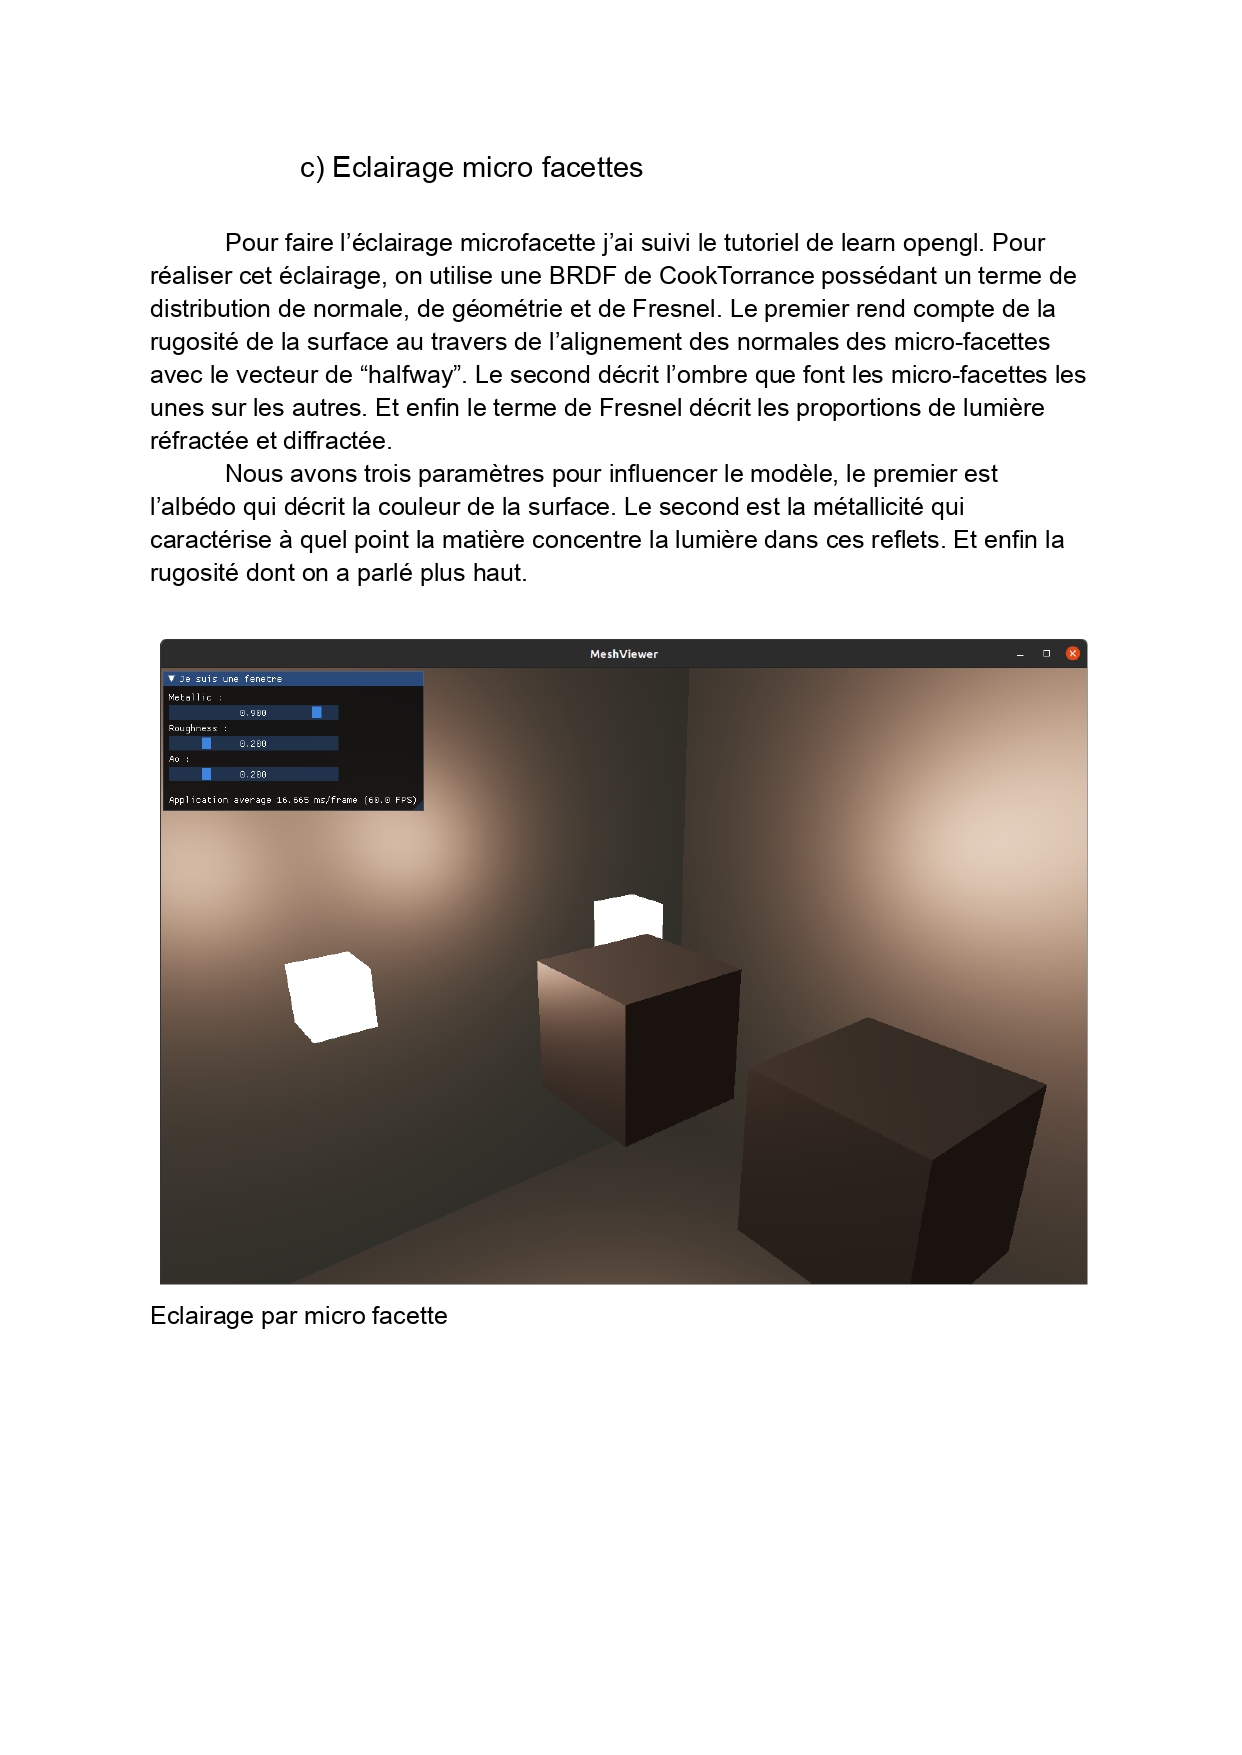 c) Eclairage micro facettes
Pour faire l’éclairage microfacette j’ai suivi le tutoriel de learn opengl. Pour
réaliser cet éclairage, on utilise une BRDF de CookTorrance possédant un terme de
distribution de normale, de géométrie et de Fresnel. Le premier rend compte de la
rugosité de la surface au travers de l’alignement des normales des micro-facettes
avec le vecteur de “halfway”. Le second décrit l’ombre que font les micro-facettes les
unes sur les autres. Et enfin le terme de Fresnel décrit les proportions de lumière
réfractée et diffractée.
Nous avons trois paramètres pour influencer le modèle, le premier est
l’albédo qui décrit la couleur de la surface. Le second est la métallicité qui
caractérise à quel point la matière concentre la lumière dans ces reflets. Et enfin la
rugosité dont on a parlé plus haut.
MeshViewer
Je suis une fenetre
Metallic :
0.900
Roughness :
0.200
Ao :
0.200
Application average 16.665 ms/frame (60.0 FPS)
Eclairage par micro facette